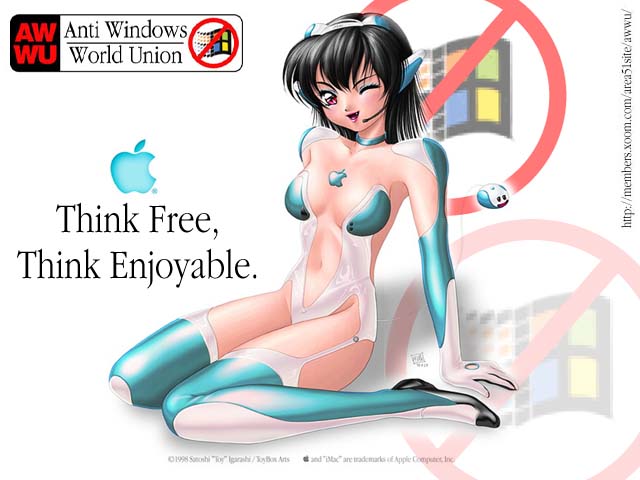 AW
WU
Anti Windows
World Union
http://members.xoom.com/area51site/awwu/
Think Free,
Think Enjoyable.
©1998 Satoshi "Toy" Igarashi / ToyBox Arts
and "iMac" are trademarks of Apple Computer, Inc.